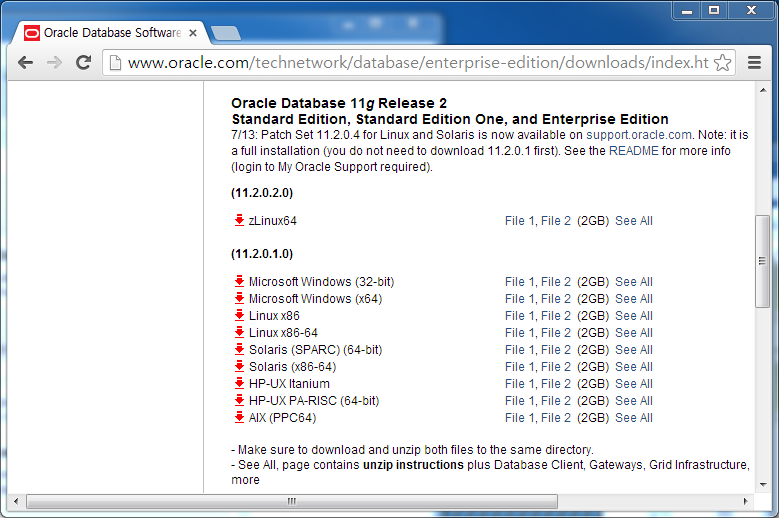 Oracle Database Software
www.oracle.com/technetwork/database/enterprise-edition/downloads/index.ht
Oracle Database 11g Release 2
Standard Edition, Standard Edition One, and Enterprise Edition
7/13: Patch Set 11.2.0.4 for Linux and Solaris is now available on support.oracle.com. Note: it is
a full installation (you do not need to download 11.2.0.1 first). See the README for more info
(login to My Oracle Support required).
(11.2.0.2.0)
zLinux64 File 1, File 2 (2GB) See All
(11.2.0.1.0)
Microsoft Windows (32-bit) File 1, File 2 (2GB) See All
Microsoft Windows (x64) File 1, File 2 (2GB) See All
Linux x86 File 1, File 2 (2GB) See All
Linux x86-64 File 1, File 2 (2GB) See All
Solaris (SPARC) (64-bit) File 1, File 2 (2GB) See All
Solaris (x86-64) File 1, File 2 (2GB) See All
HP-UX Itanium File 1, File 2 (2GB) See All
HP-UX PA-RISC (64-bit) File 1, File 2 (2GB) See All
AIX (PPC64) File 1, File 2 (2GB) See All
- Make sure to download and unzip both files to the same directory.
- See All, page contains unzip instructions plus Database Client, Gateways, Grid Infrastructure,
more